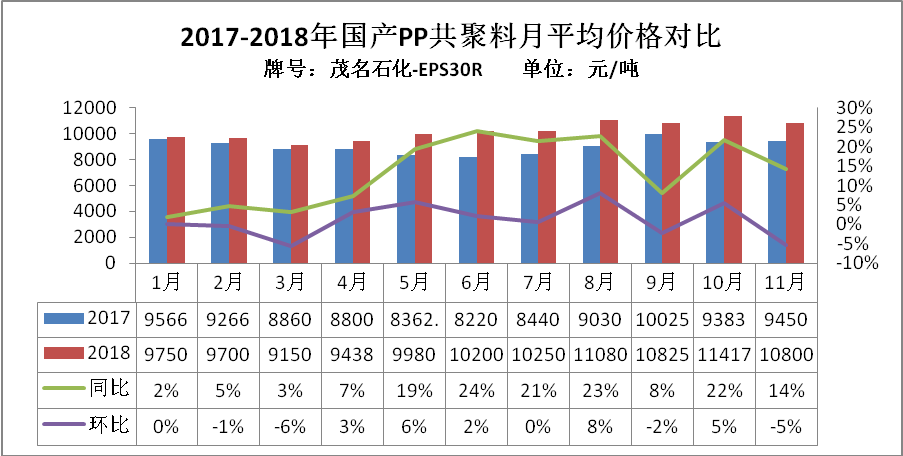 2017-2018年国产PP共聚料月平均价格对比
牌号：茂名石化-EPS30R 单位：元/吨
12000 30%
10000 25%
8000 20%
6000 15%
4000 10%
2000 5%
0 0%
-5%
-10%
1月 2月 3月 4月 5月 6月 7月 8月 9月 10月 11月
2017 9566 9266 8860 8800 8362. 8220 8440 9030 10025 9383 9450
2018 9750 9700 9150 9438 9980 10200 10250 11080 10825 11417 10800
同比 2% 5% 3% 7% 19% 24% 21% 23% 8% 22% 14%
环比 0% -1% -6% 3% 6% 2% 0% 8% -2% 5% -5%